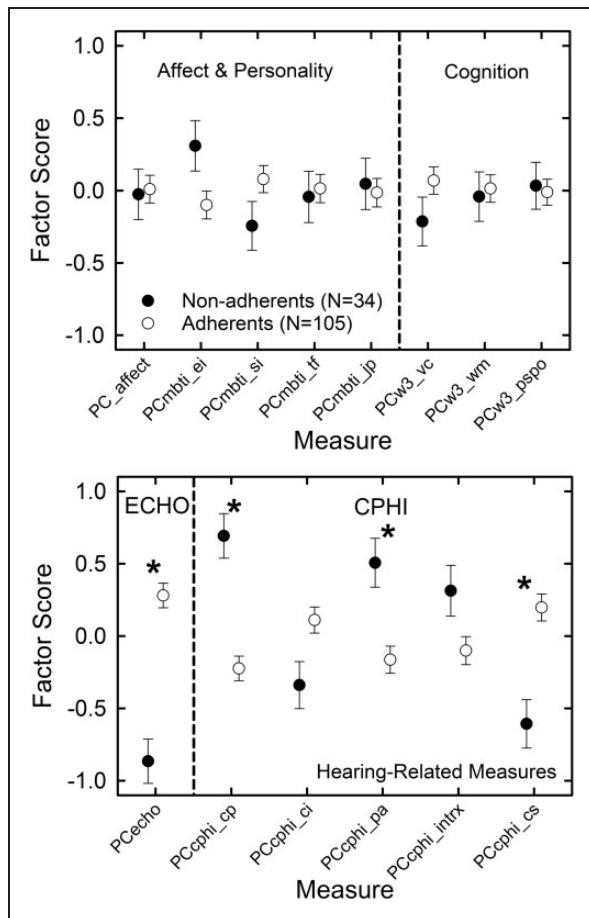 Affect & Personality
Cognition
Factor Score
1.0
0.5
0.0
-0.5
-1.0
Non-adherents (N=34)
Adherents (N=105)
PC_affect
PCmbti_ei
PCmbti_si
PCmbti_tf
PCmbti_jp
PCw3_vc
PCw3_wm
PCw3_pspo
Measure
ECHO
CPHI
*
*
*
*
Factor Score
1.0
0.5
0.0
-0.5
-1.0
Hearing-Related Measures
PCecho
PCcphi_cp
PCcphi_ci
PCcphi_pa
PCcphi_intrx
PCcphi_cs
Measure